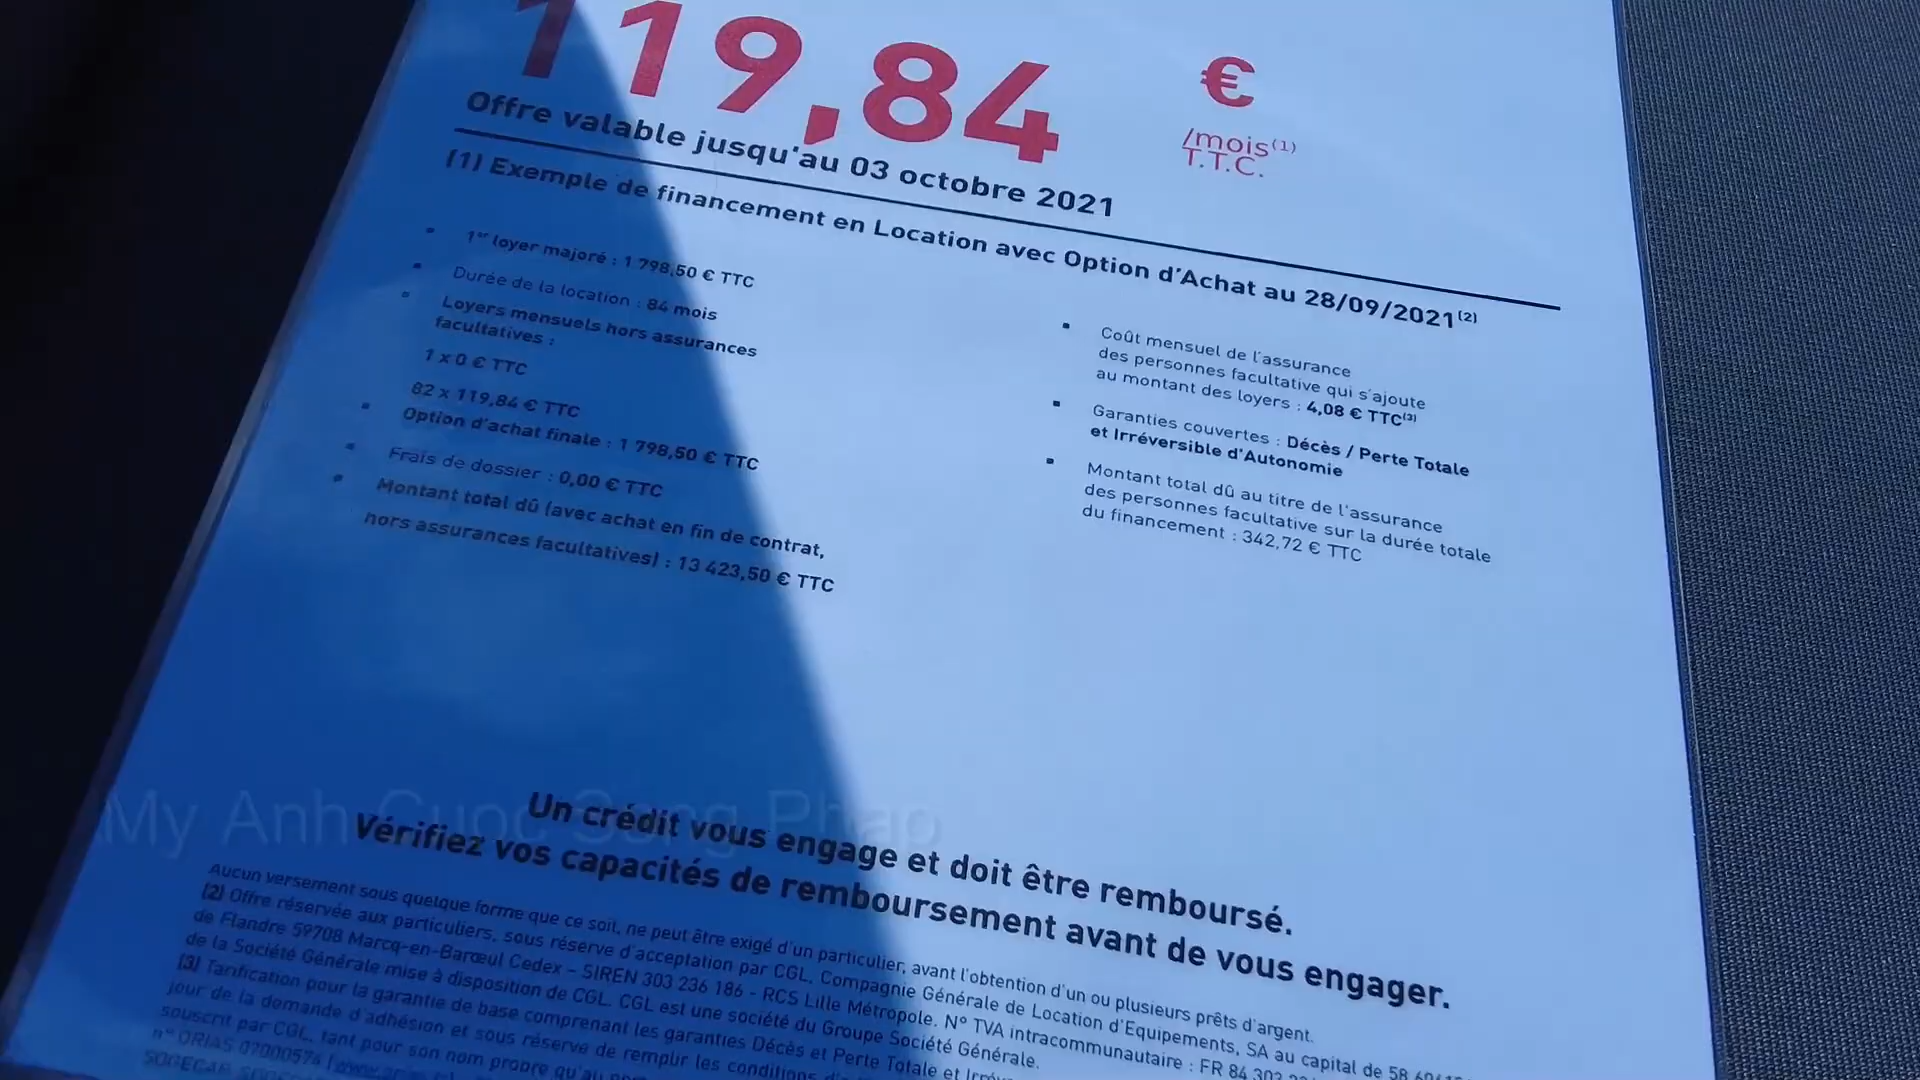 119,84 €
/mois(1)
T.T.C.
Offre valable jusqu'au 03 octobre 2021
(1) Exemple de financement en Location avec Option d'Achat au 28/09/2021(2)
1er loyer majoré : 1 798,50 € TTC
Durée de la location : 84 mois
Loyers mensuels hors assurances
facultatives :
1 x 0 € TTC
82 x 119,84 € TTC
Option d'achat finale : 1 798,50 € TTC
Frais de dossier : 0,00 € TTC
Montant total dû (avec achat en fin de contrat,
hors assurances facultatives) : 13 423,50 € TTC
Coût mensuel de l'assurance
des personnes facultative qui s'ajoute
au montant des loyers : 4,08 € TTC(3)
Garanties couvertes : Décès / Perte Totale
et Irréversible d'Autonomie
Montant total dû au titre de l'assurance
des personnes facultative sur la durée totale
du financement : 342,72 € TTC
My Anh Cuoc Song Phap
Un crédit vous engage et doit être remboursé.
Vérifiez vos capacités de remboursement avant de vous engager.
Aucun versement sous quelque forme que ce soit, ne peut être exigé d'un particulier, avant l'obtention d'un ou plusieurs prêts d'argent.
(2) Offre réservée aux particuliers, sous réserve d'acceptation par CGL, Compagnie Générale de Location d'Equipements, SA au capital de 58
de Flandre 59708 Marcq-en-Barœul Cedex – SIREN 303 236 186 - RCS Lille Métropole. N° TVA intracommunautaire : FR 84 303
de la Société Générale mise à disposition de CGL. CGL est une société du Groupe Société Générale.
(3) Tarification pour la garantie de base comprenant les garanties Décès et Perte Totale et
jour de la demande d'adhésion et sous réserve de remplir les conditions
souscrit par CGL, tant pour son nom propre qu'au
n° ORIAS 07000574